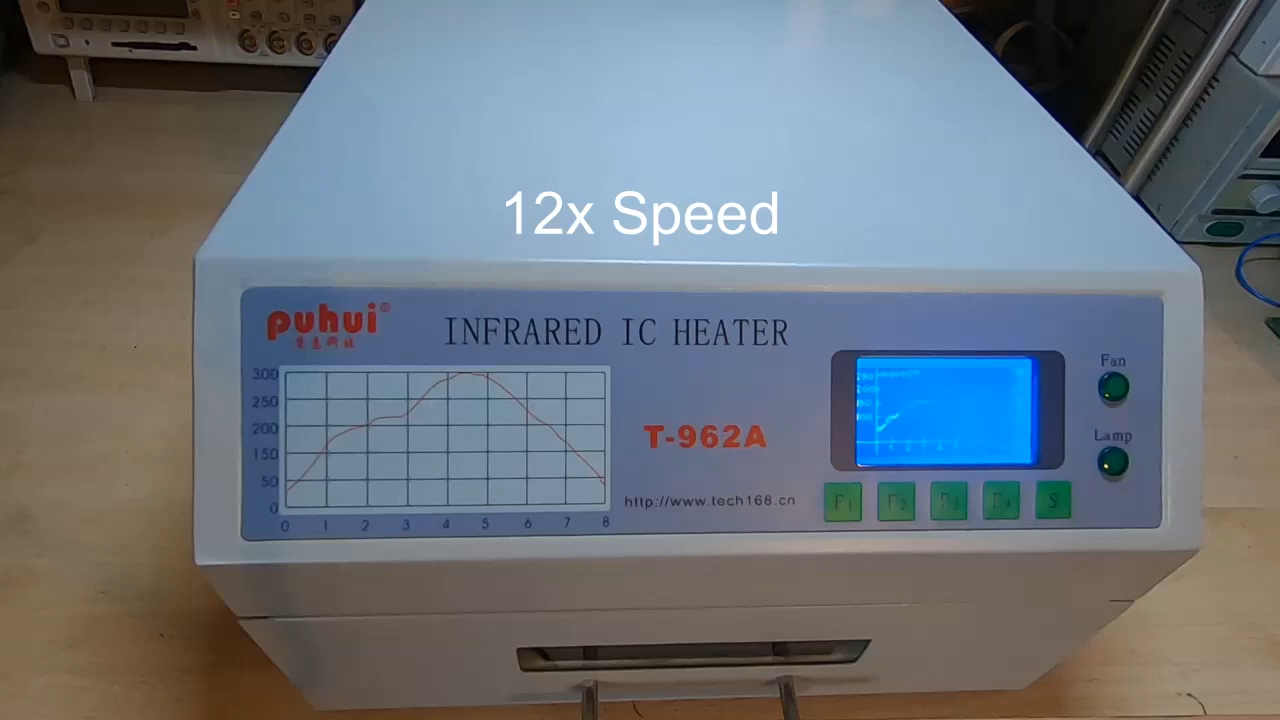 12x Speed
puhui®
INFRARED IC HEATER
300
250
200
150
50
0
0 1 2 3 4 5 6 7 8
T-962A
http://www.tech168.cn
Fan
Lamp
F1 F2 F3 F4 S